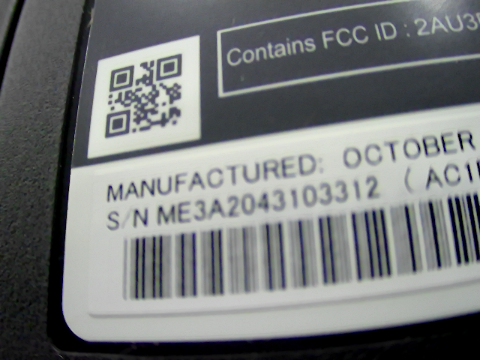 Contains FCC ID : 2AU3
MANUFACTURED: OCTOBER
S/N ME3A2043103312 ( AC1